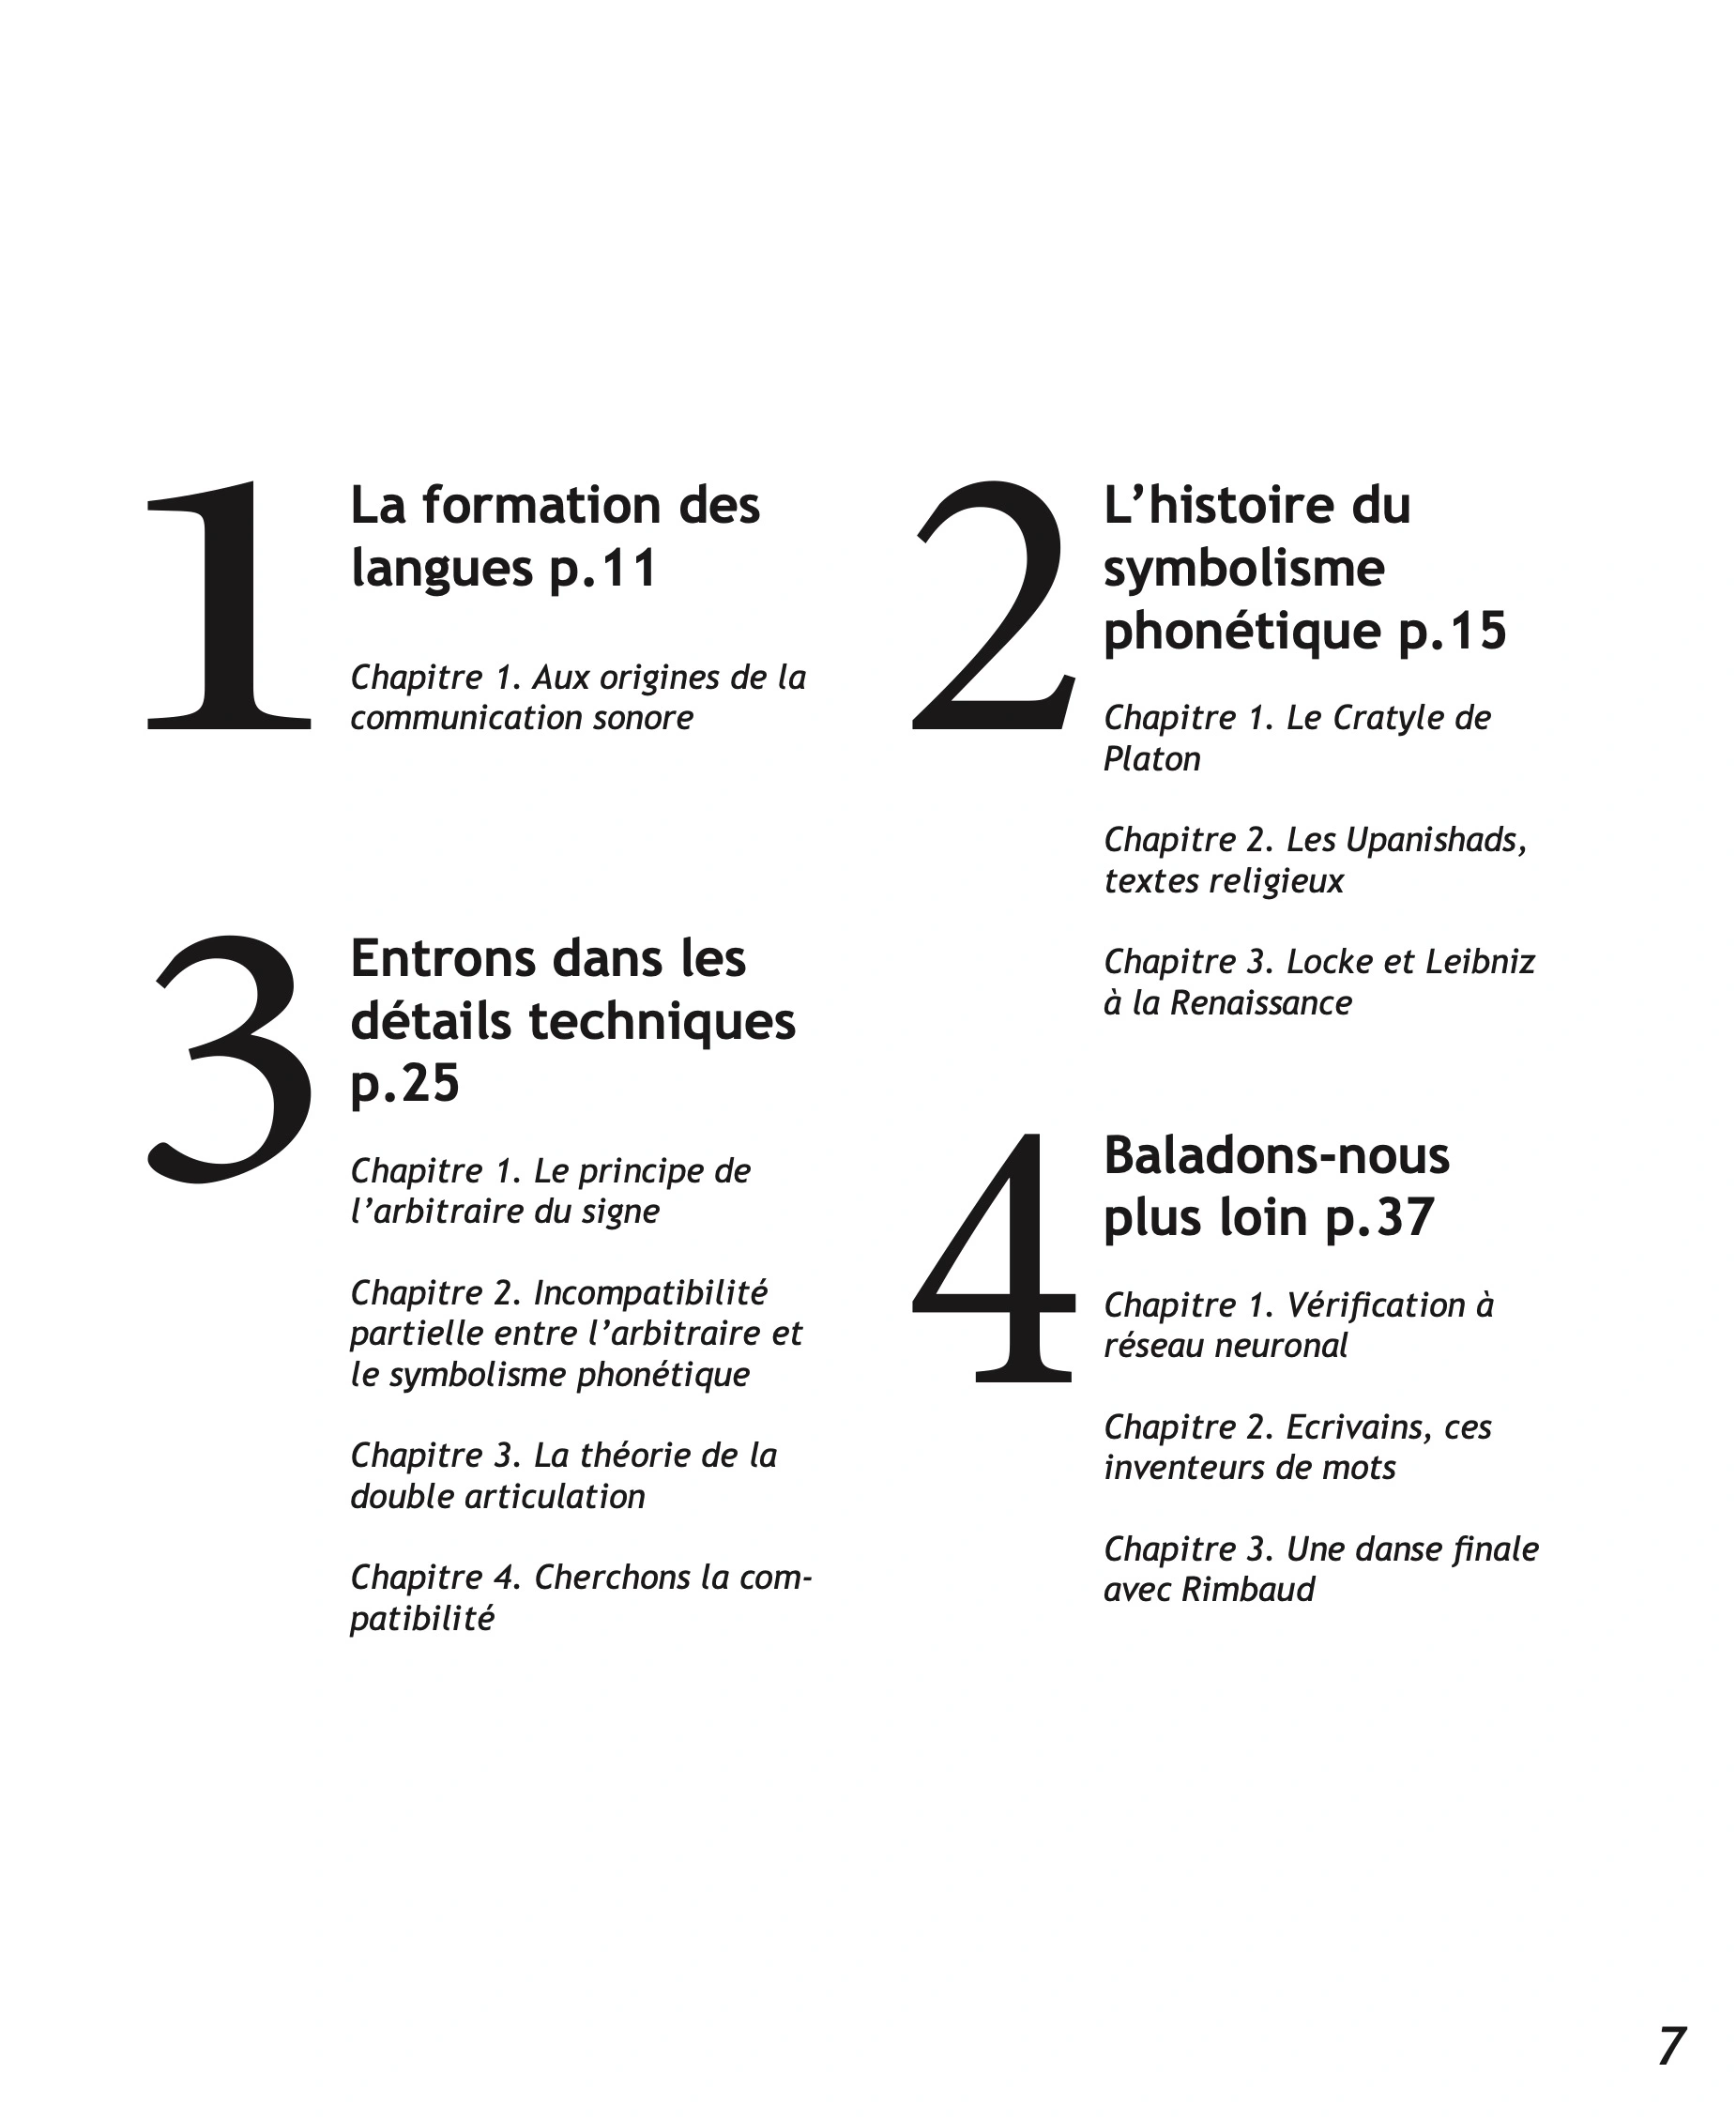 1
La formation des
langues p.11
Chapitre 1. Aux origines de la
communication sonore
2
L’histoire du
symbolisme
phonétique p.15
Chapitre 1. Le Cratyle de
Platon
Chapitre 2. Les Upanishads,
textes religieux
Chapitre 3. Locke et Leibniz
à la Renaissance
3
Entrons dans les
détails techniques
p.25
Chapitre 1. Le principe de
l’arbitraire du signe
Chapitre 2. Incompatibilité
partielle entre l’arbitraire et
le symbolisme phonétique
Chapitre 3. La théorie de la
double articulation
Chapitre 4. Cherchons la com-
patibilité
4
Baladons-nous
plus loin p.37
Chapitre 1. Vérification à
réseau neuronal
Chapitre 2. Ecrivains, ces
inventeurs de mots
Chapitre 3. Une danse finale
avec Rimbaud
7